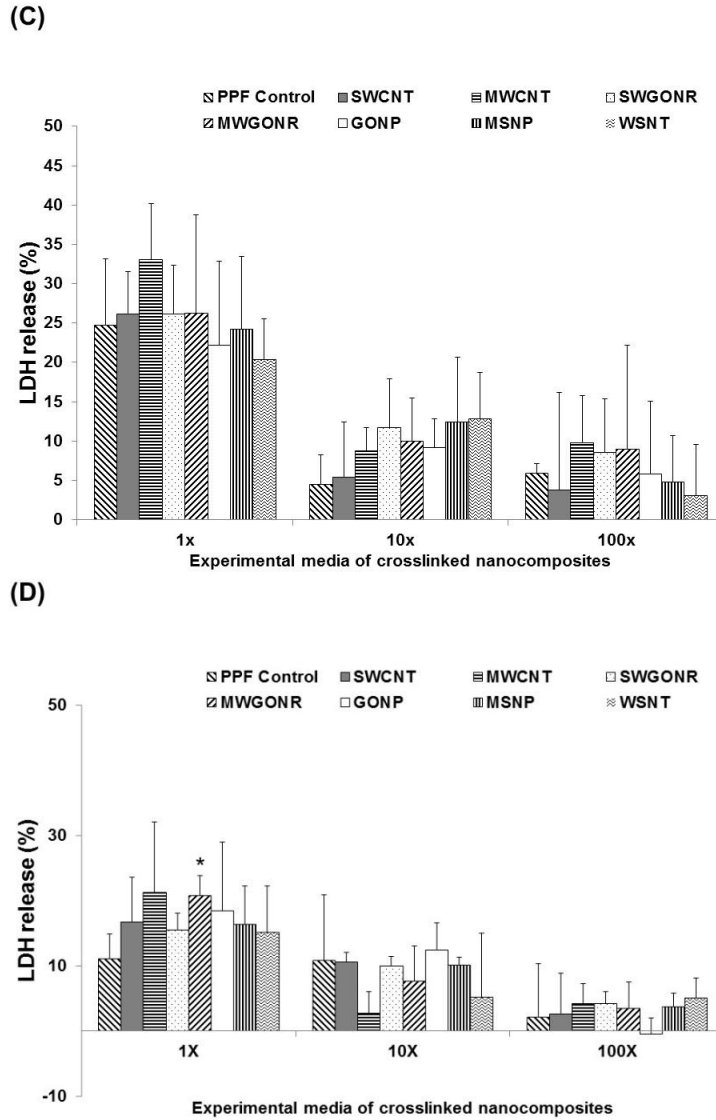 (C)
PPF Control SWCNT MWCNT SWGONR
MWGONR GONP MSNP WSNT
50
45
40
35
30
25
20
15
10
5
0
LDH release (%)
1x 10x 100x
Experimental media of crosslinked nanocomposites
(D)
PPF Control SWCNT MWCNT SWGONR
MWGONR GONP MSNP WSNT
50
30
10
-10
LDH release (%)
*
1X 10X 100X
Experimental media of crosslinked nanocomposites